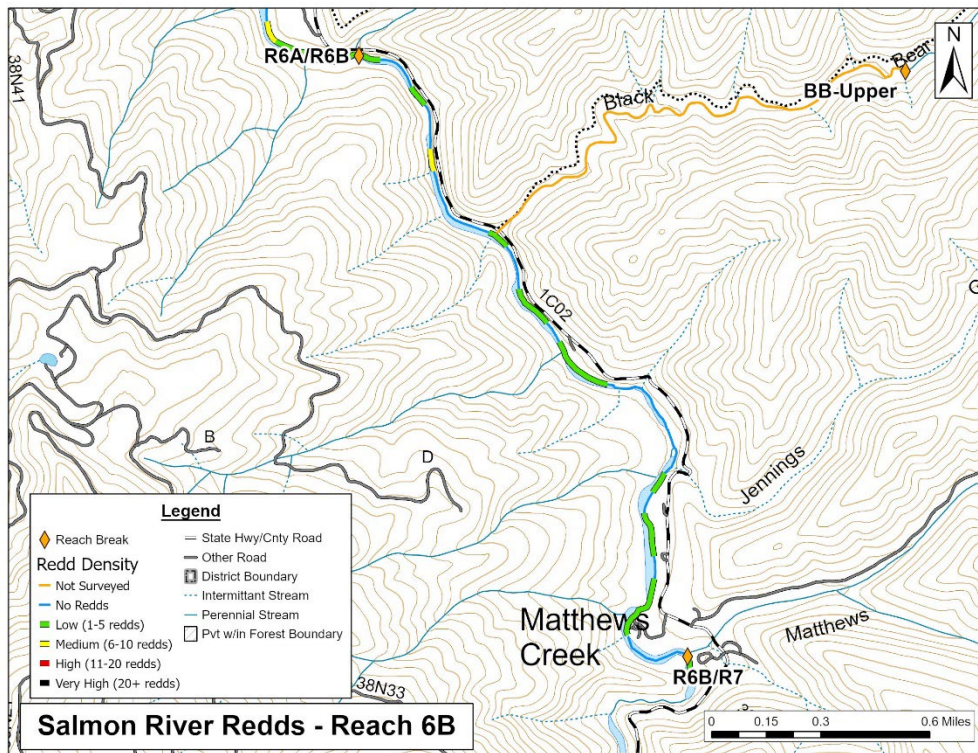 38N41
R6A/R6B
Black
Bear
BB-Upper
N
1C02
B
D
Jennings
Matthews
Creek
Matthews
R6B/R7
38N33
G
Legend
Reach Break
Redd Density
Not Surveyed
No Redds
Low (1-5 redds)
Medium (6-10 redds)
High (11-20 redds)
Very High (20+ redds)
State Hwy/Cnty Road
Other Road
District Boundary
Intermittant Stream
Perennial Stream
Pvt w/in Forest Boundary
Salmon River Redds - Reach 6B
0 0.15 0.3 0.6 Miles